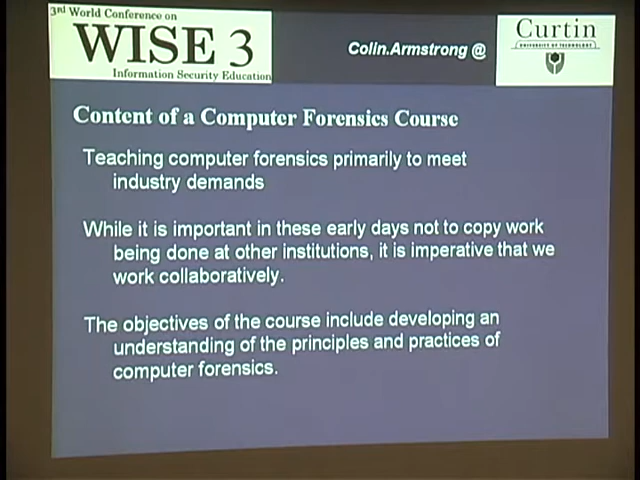 3rd World Conference on
WISE 3
Information Security Education
Colin.Armstrong @
Curtin
UNIVERSITY OF TECHNOLOGY
Content of a Computer Forensics Course
Teaching computer forensics primarily to meet
industry demands
While it is important in these early days not to copy work
being done at other institutions, it is imperative that we
work collaboratively.
The objectives of the course include developing an
understanding of the principles and practices of
computer forensics.